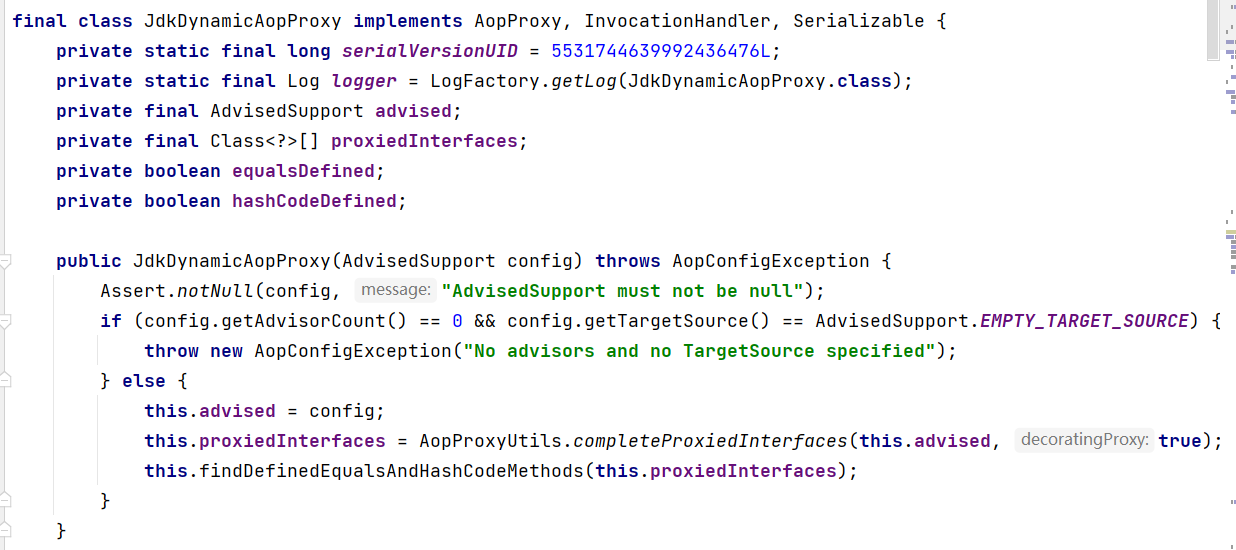 final class JdkDynamicAopProxy implements AopProxy, InvocationHandler, Serializable {
    private static final long serialVersionUID = 5531744639992436476L;
    private static final Log logger = LogFactory.getLog(JdkDynamicAopProxy.class);
    private final AdvisedSupport advised;
    private final Class<?>[] proxiedInterfaces;
    private boolean equalsDefined;
    private boolean hashCodeDefined;

    public JdkDynamicAopProxy(AdvisedSupport config) throws AopConfigException {
        Assert.notNull(config, message: "AdvisedSupport must not be null");
        if (config.getAdvisorCount() == 0 && config.getTargetSource() == AdvisedSupport.EMPTY_TARGET_SOURCE) {
            throw new AopConfigException("No advisors and no TargetSource specified");
        } else {
            this.advised = config;
            this.proxiedInterfaces = AopProxyUtils.completeProxiedInterfaces(this.advised, decoratingProxy: true);
            this.findDefinedEqualsAndHashCodeMethods(this.proxiedInterfaces);
        }
    }